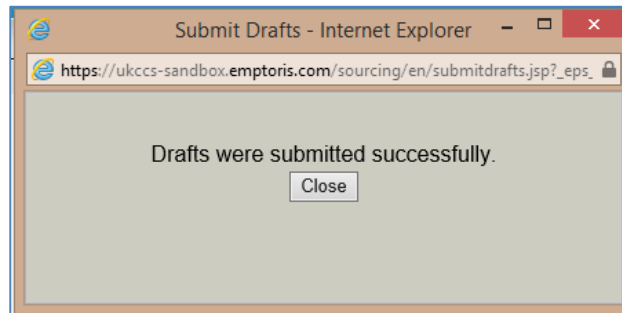 Submit Drafts - Internet Explorer
https://ukccs-sandbox.emptoris.com/sourcing/en/submitdrafts.jsp?_eps_
Drafts were submitted successfully.
Close